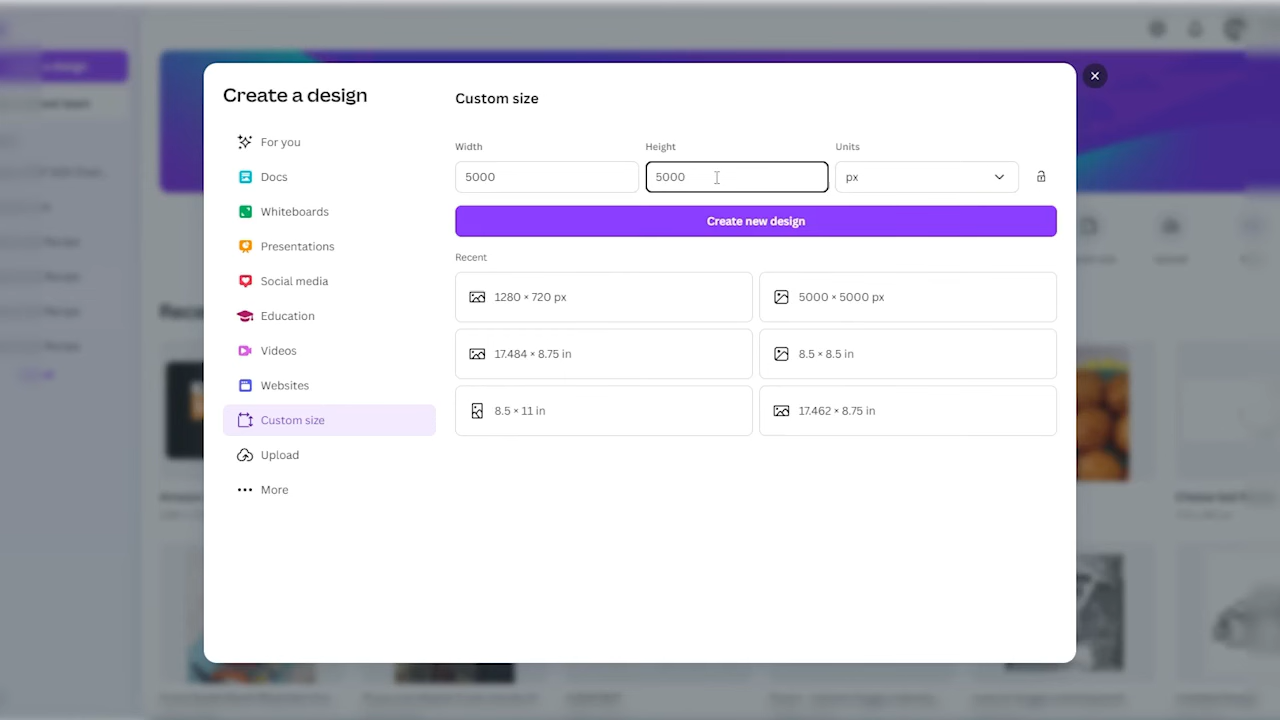 Create a design
For you
Docs
Whiteboards
Presentations
Social media
Education
Videos
Websites
Custom size
Upload
More
Custom size
Width
Height
Units
5000
5000
px
Create new design
Recent
1280 × 720 px
5000 × 5000 px
17.484 × 8.75 in
8.5 × 8.5 in
8.5 × 11 in
17.462 × 8.75 in